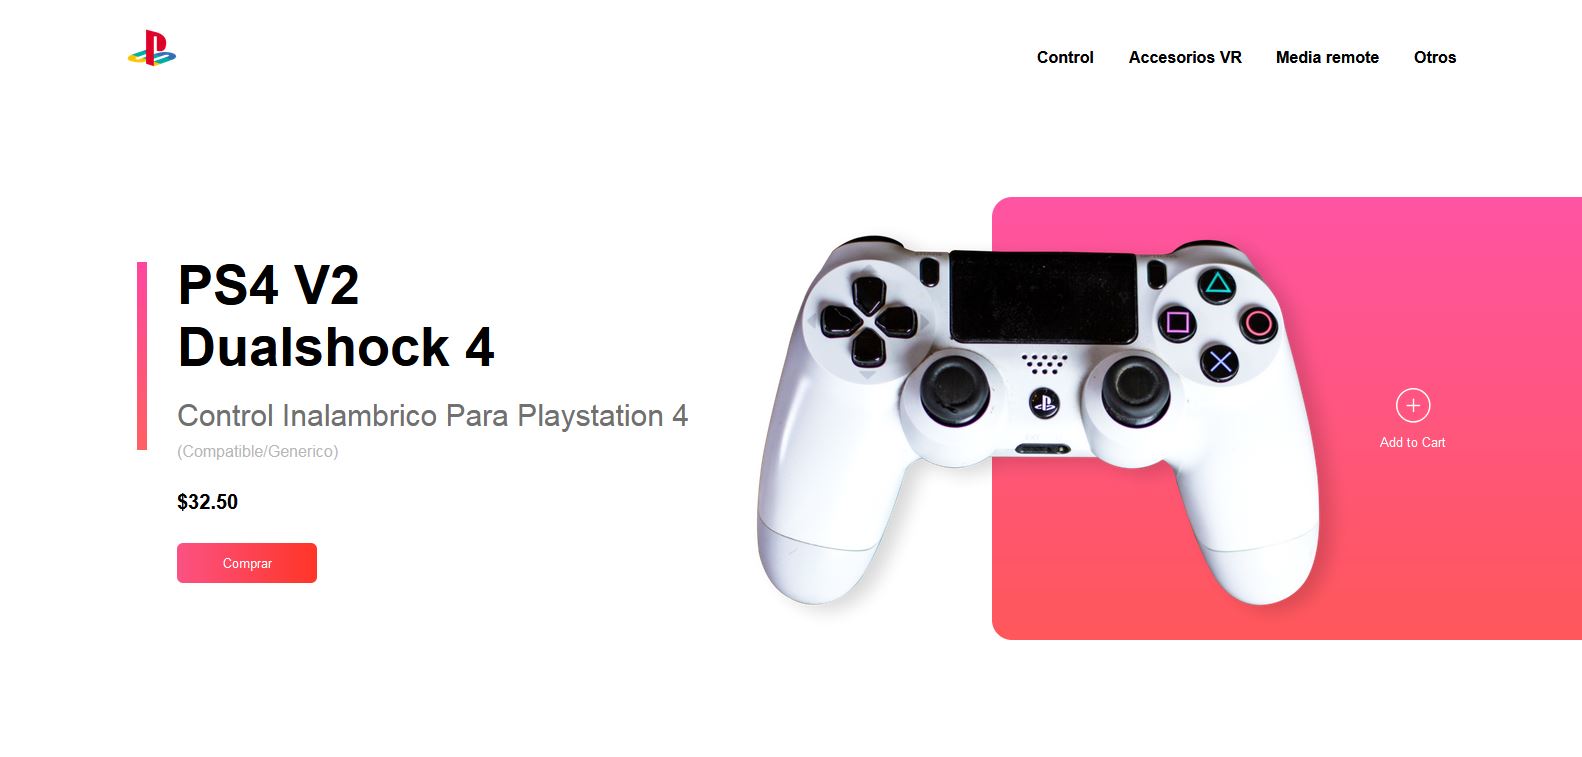 Control
Accesorios VR
Media remote
Otros
PS4 V2
Dualshock 4
Control Inalambrico Para Playstation 4
(Compatible/Generico)
$32.50
Comprar
Add to Cart